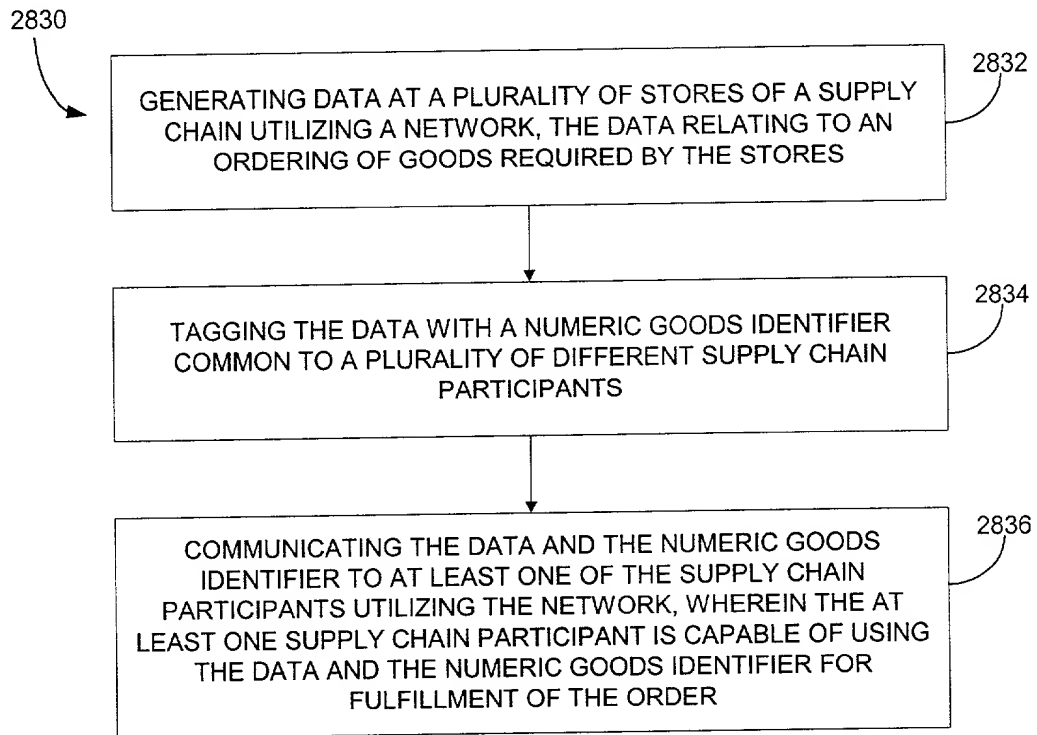 2830
2832
GENERATING DATA AT A PLURALITY OF STORES OF A SUPPLY
CHAIN UTILIZING A NETWORK, THE DATA RELATING TO AN
ORDERING OF GOODS REQUIRED BY THE STORES
2834
TAGGING THE DATA WITH A NUMERIC GOODS IDENTIFIER
COMMON TO A PLURALITY OF DIFFERENT SUPPLY CHAIN
PARTICIPANTS
2836
COMMUNICATING THE DATA AND THE NUMERIC GOODS
IDENTIFIER TO AT LEAST ONE OF THE SUPPLY CHAIN
PARTICIPANTS UTILIZING THE NETWORK, WHEREIN THE AT
LEAST ONE SUPPLY CHAIN PARTICIPANT IS CAPABLE OF USING
THE DATA AND THE NUMERIC GOODS IDENTIFIER FOR
FULFILLMENT OF THE ORDER